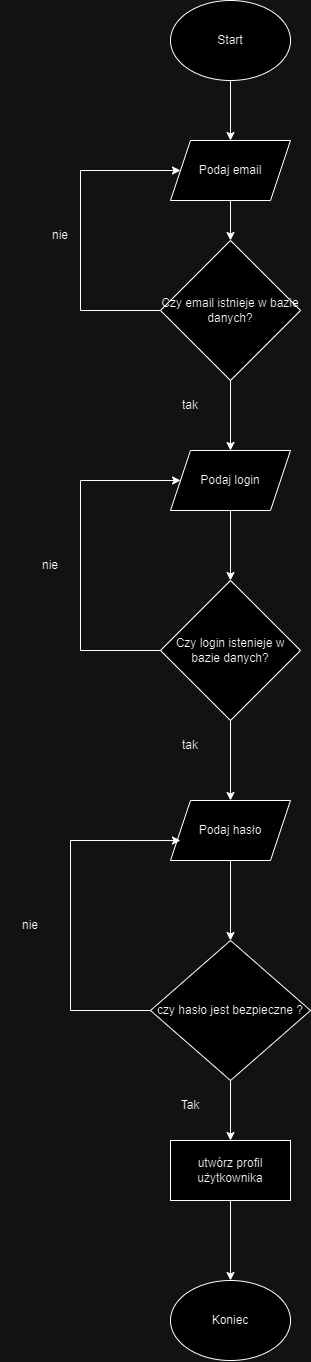 Start
Podaj email
nie
Czy email istnieje w bazie
danych?
tak
Podaj login
nie
Czy login istenieje w
bazie danych?
tak
Podaj hasło
nie
czy hasło jest bezpieczne ?
Tak
utwórz profil
użytkownika
Koniec